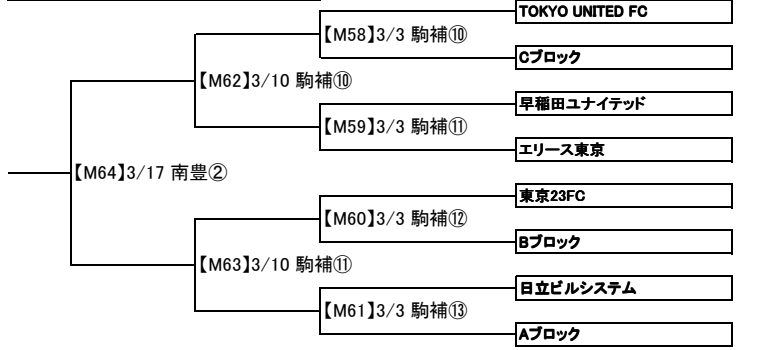 TOKYO UNITED FC
【M58】3/3 駒補⑩
Cブロック
【M62】3/10 駒補⑩
早稲田ユナイテッド
【M59】3/3 駒補⑪
エリース東京
【M64】3/17 南豊②
東京23FC
【M60】3/3 駒補⑫
Bブロック
【M63】3/10 駒補⑪
日立ビルシステム
【M61】3/3 駒補⑬
Aブロック